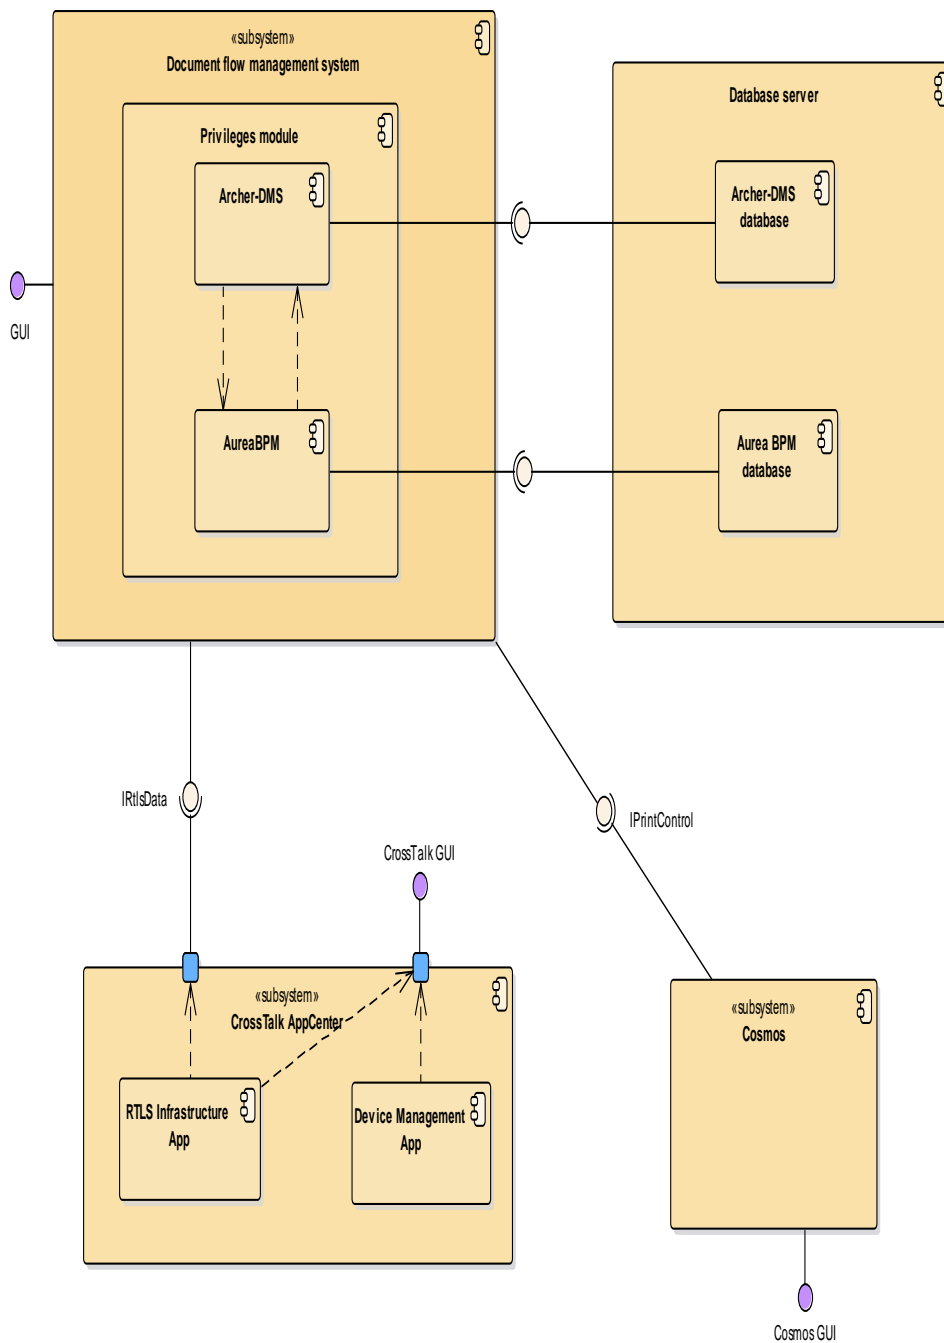 «subsystem»
Document flow management system
Privileges module
Archer-DMS
AureaBPM
GUI
Database server
Archer-DMS
database
Aurea BPM
database
IRtlsData
IPrintControl
CrossTalk GUI
«subsystem»
CrossTalk AppCenter
RTLS Infrastructure
App
Device Management
App
«subsystem»
Cosmos
Cosmos GUI